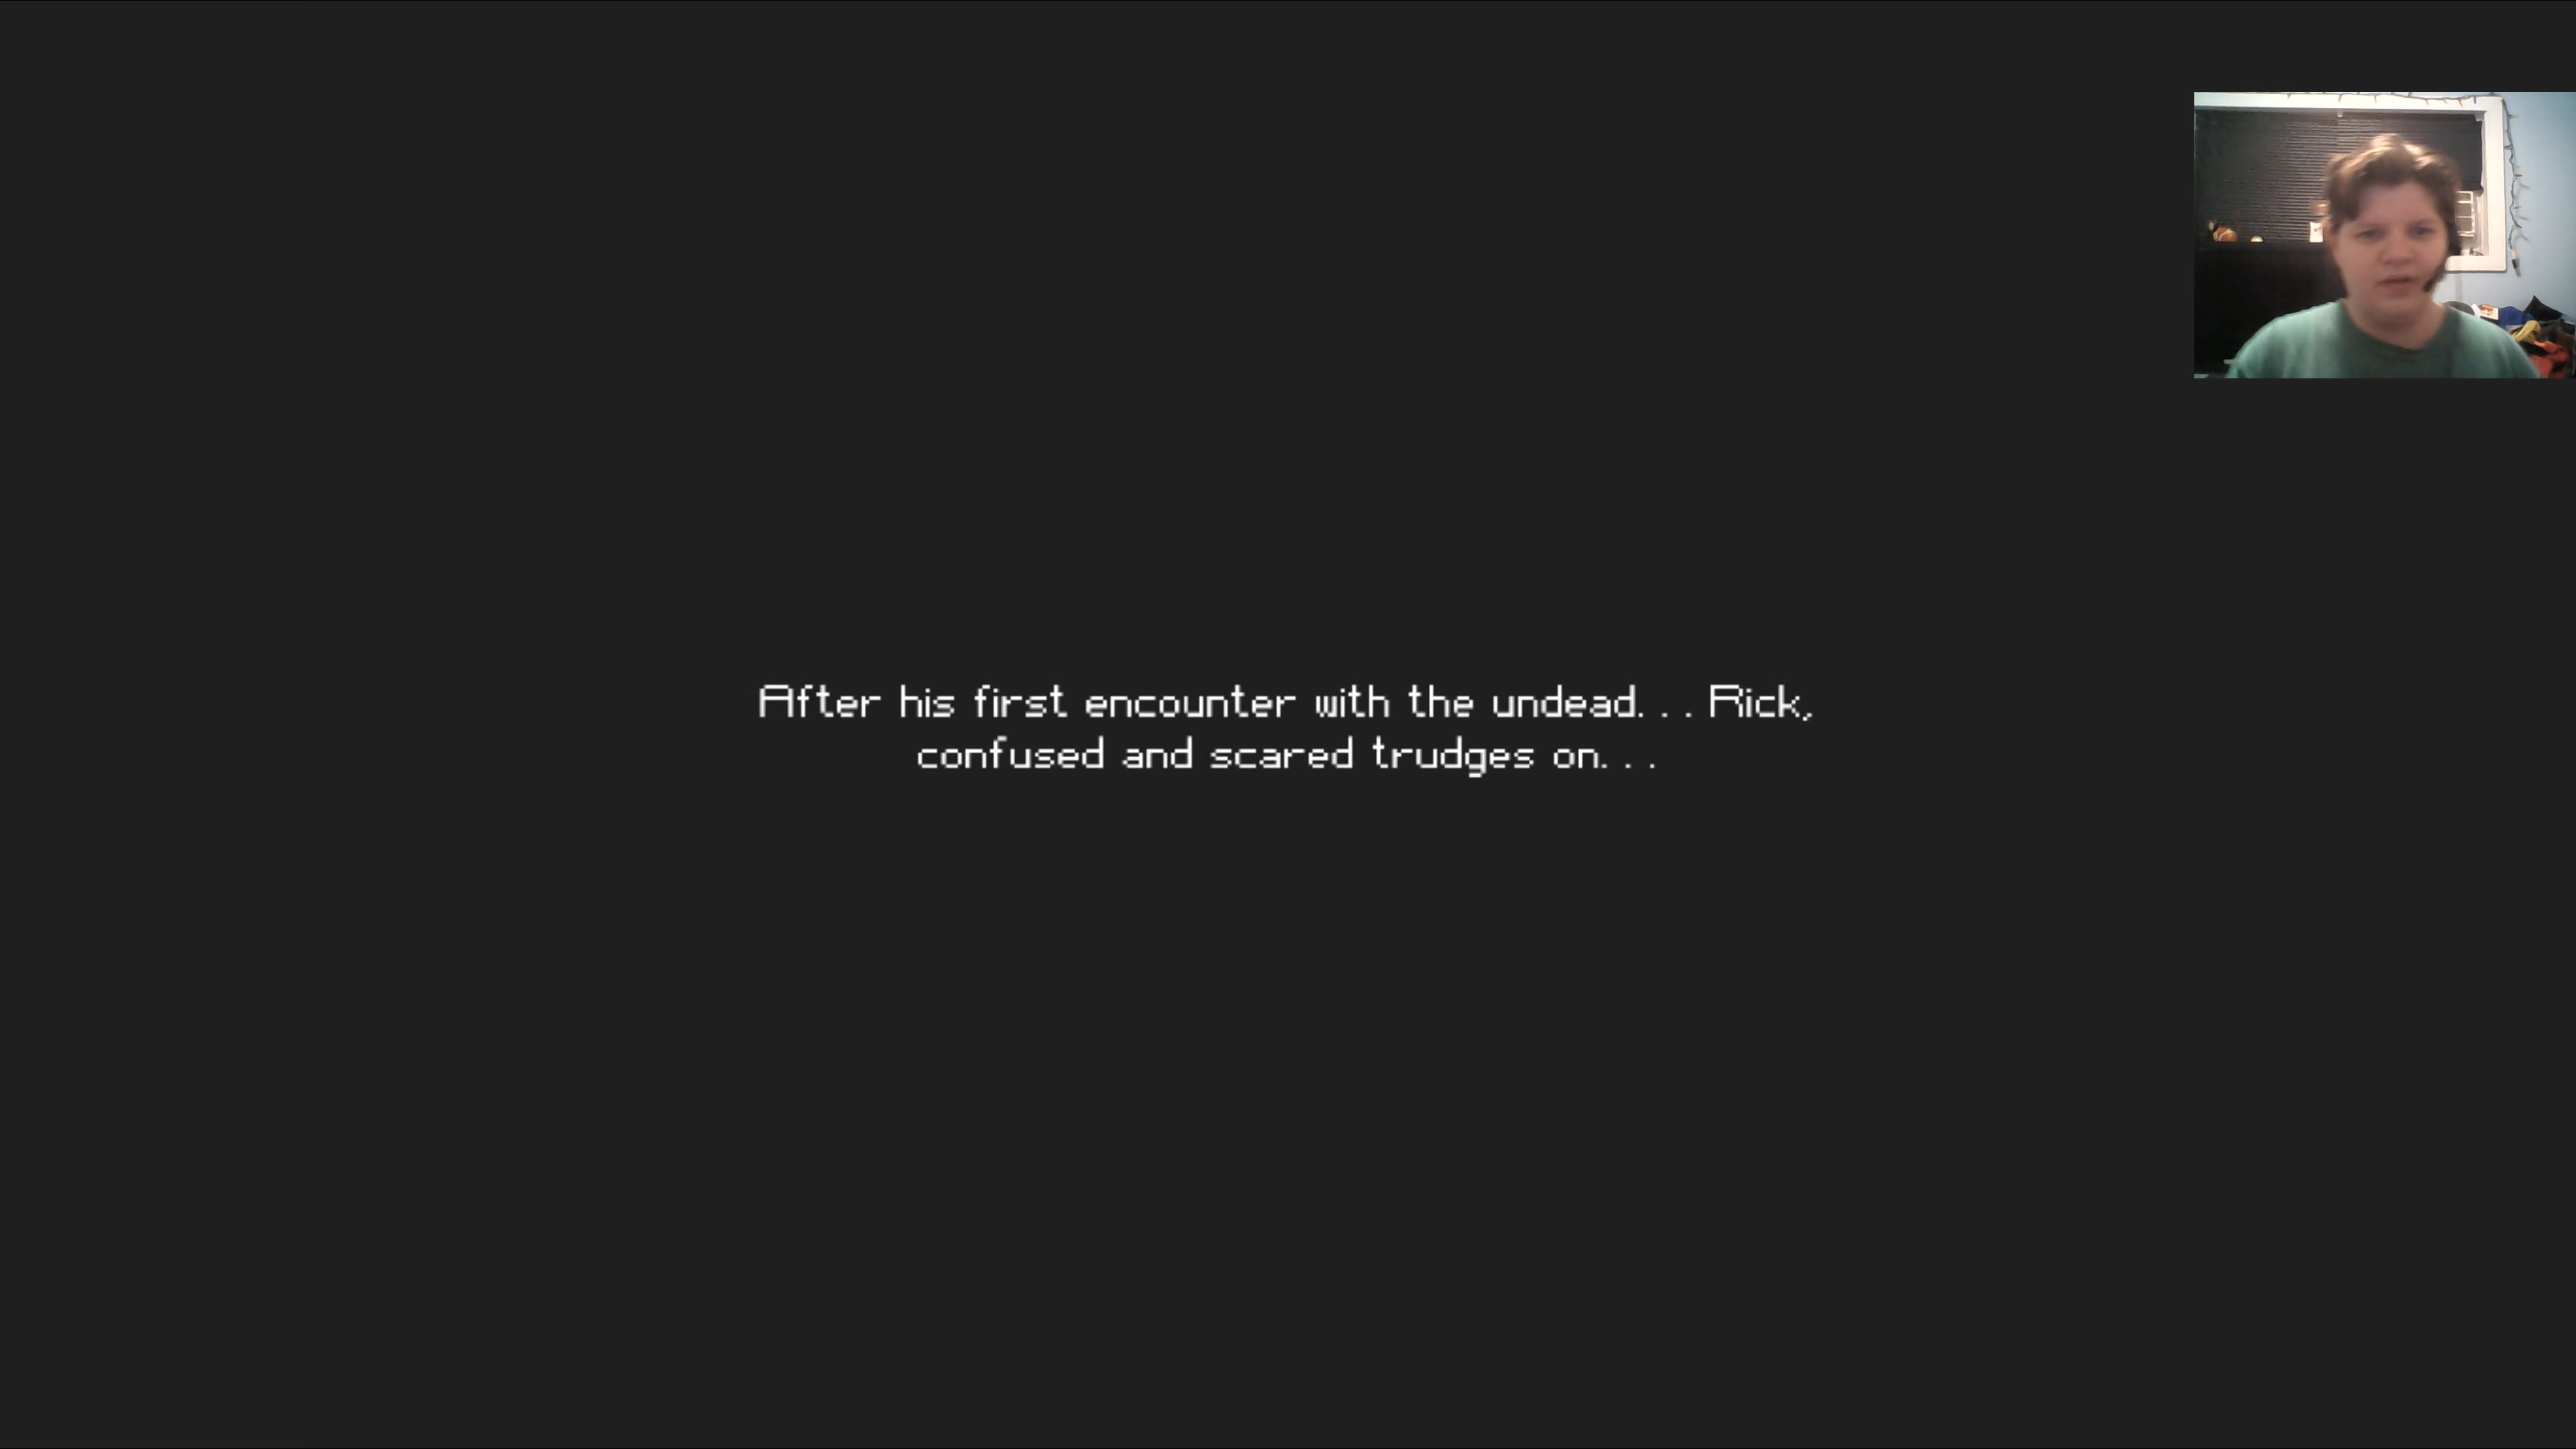 After his first encounter with the undead. . . Rick,
confused and scared trudges on. . .